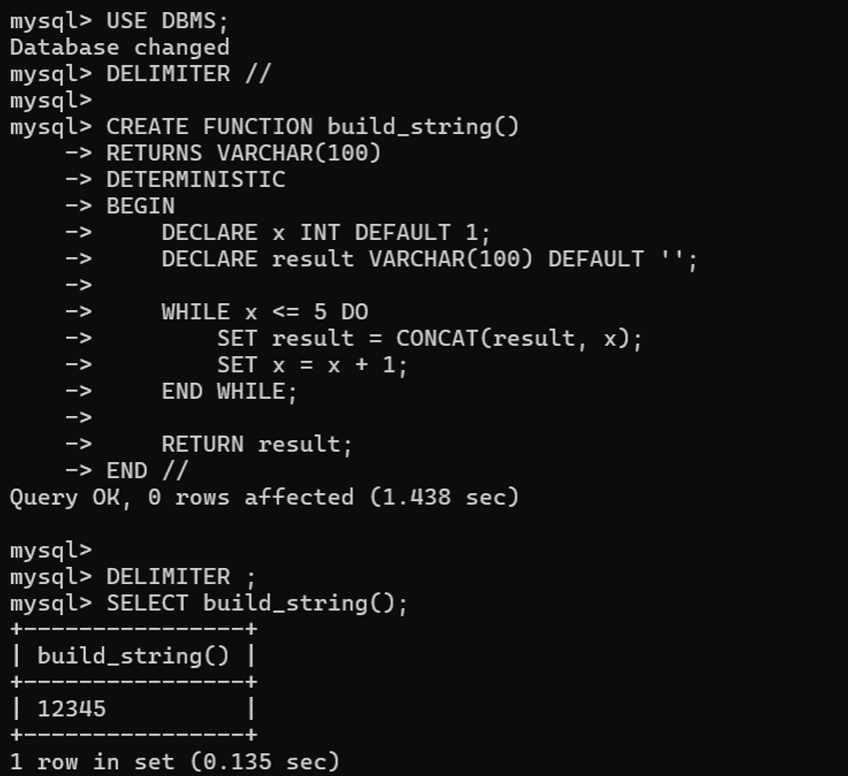 mysql> USE DBMS;
Database changed
mysql> DELIMITER //
mysql>
mysql> CREATE FUNCTION build_string()
    -> RETURNS VARCHAR(100)
    -> DETERMINISTIC
    -> BEGIN
    ->     DECLARE x INT DEFAULT 1;
    ->     DECLARE result VARCHAR(100) DEFAULT '';
    ->
    ->     WHILE x <= 5 DO
    ->         SET result = CONCAT(result, x);
    ->         SET x = x + 1;
    ->     END WHILE;
    ->
    ->     RETURN result;
    -> END //
Query OK, 0 rows affected (1.438 sec)

mysql>
mysql> DELIMITER ;
mysql> SELECT build_string();
+----------------+
| build_string() |
+----------------+
| 12345          |
+----------------+
1 row in set (0.135 sec)